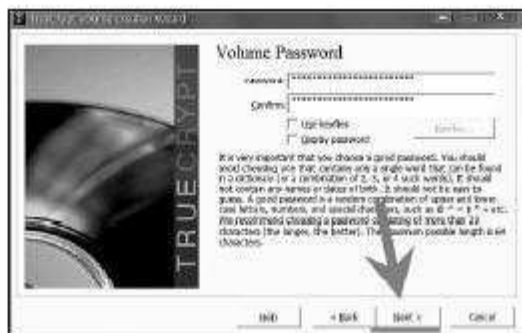 TrueCrypt Volume Creation Wizard
Volume Password
Password:
Confirm:
Use keyfiles
Display password
It is very important that you choose a good password. You should
avoid choosing one that contains only a single word that can be found
in a dictionary (or a combination of 2, 3, or 4 such words). It should
not contain any names or dates of birth. It should not be easy to
guess. A good password is a random combination of upper and lower
case letters, numbers, and special characters, such as @ ^ = $ * + etc.
We recommend choosing a password consisting of more than 20
characters (the longer, the better). The maximum possible length is 64
characters.
TRUECRYPT
Help
< Back
Next >
Cancel